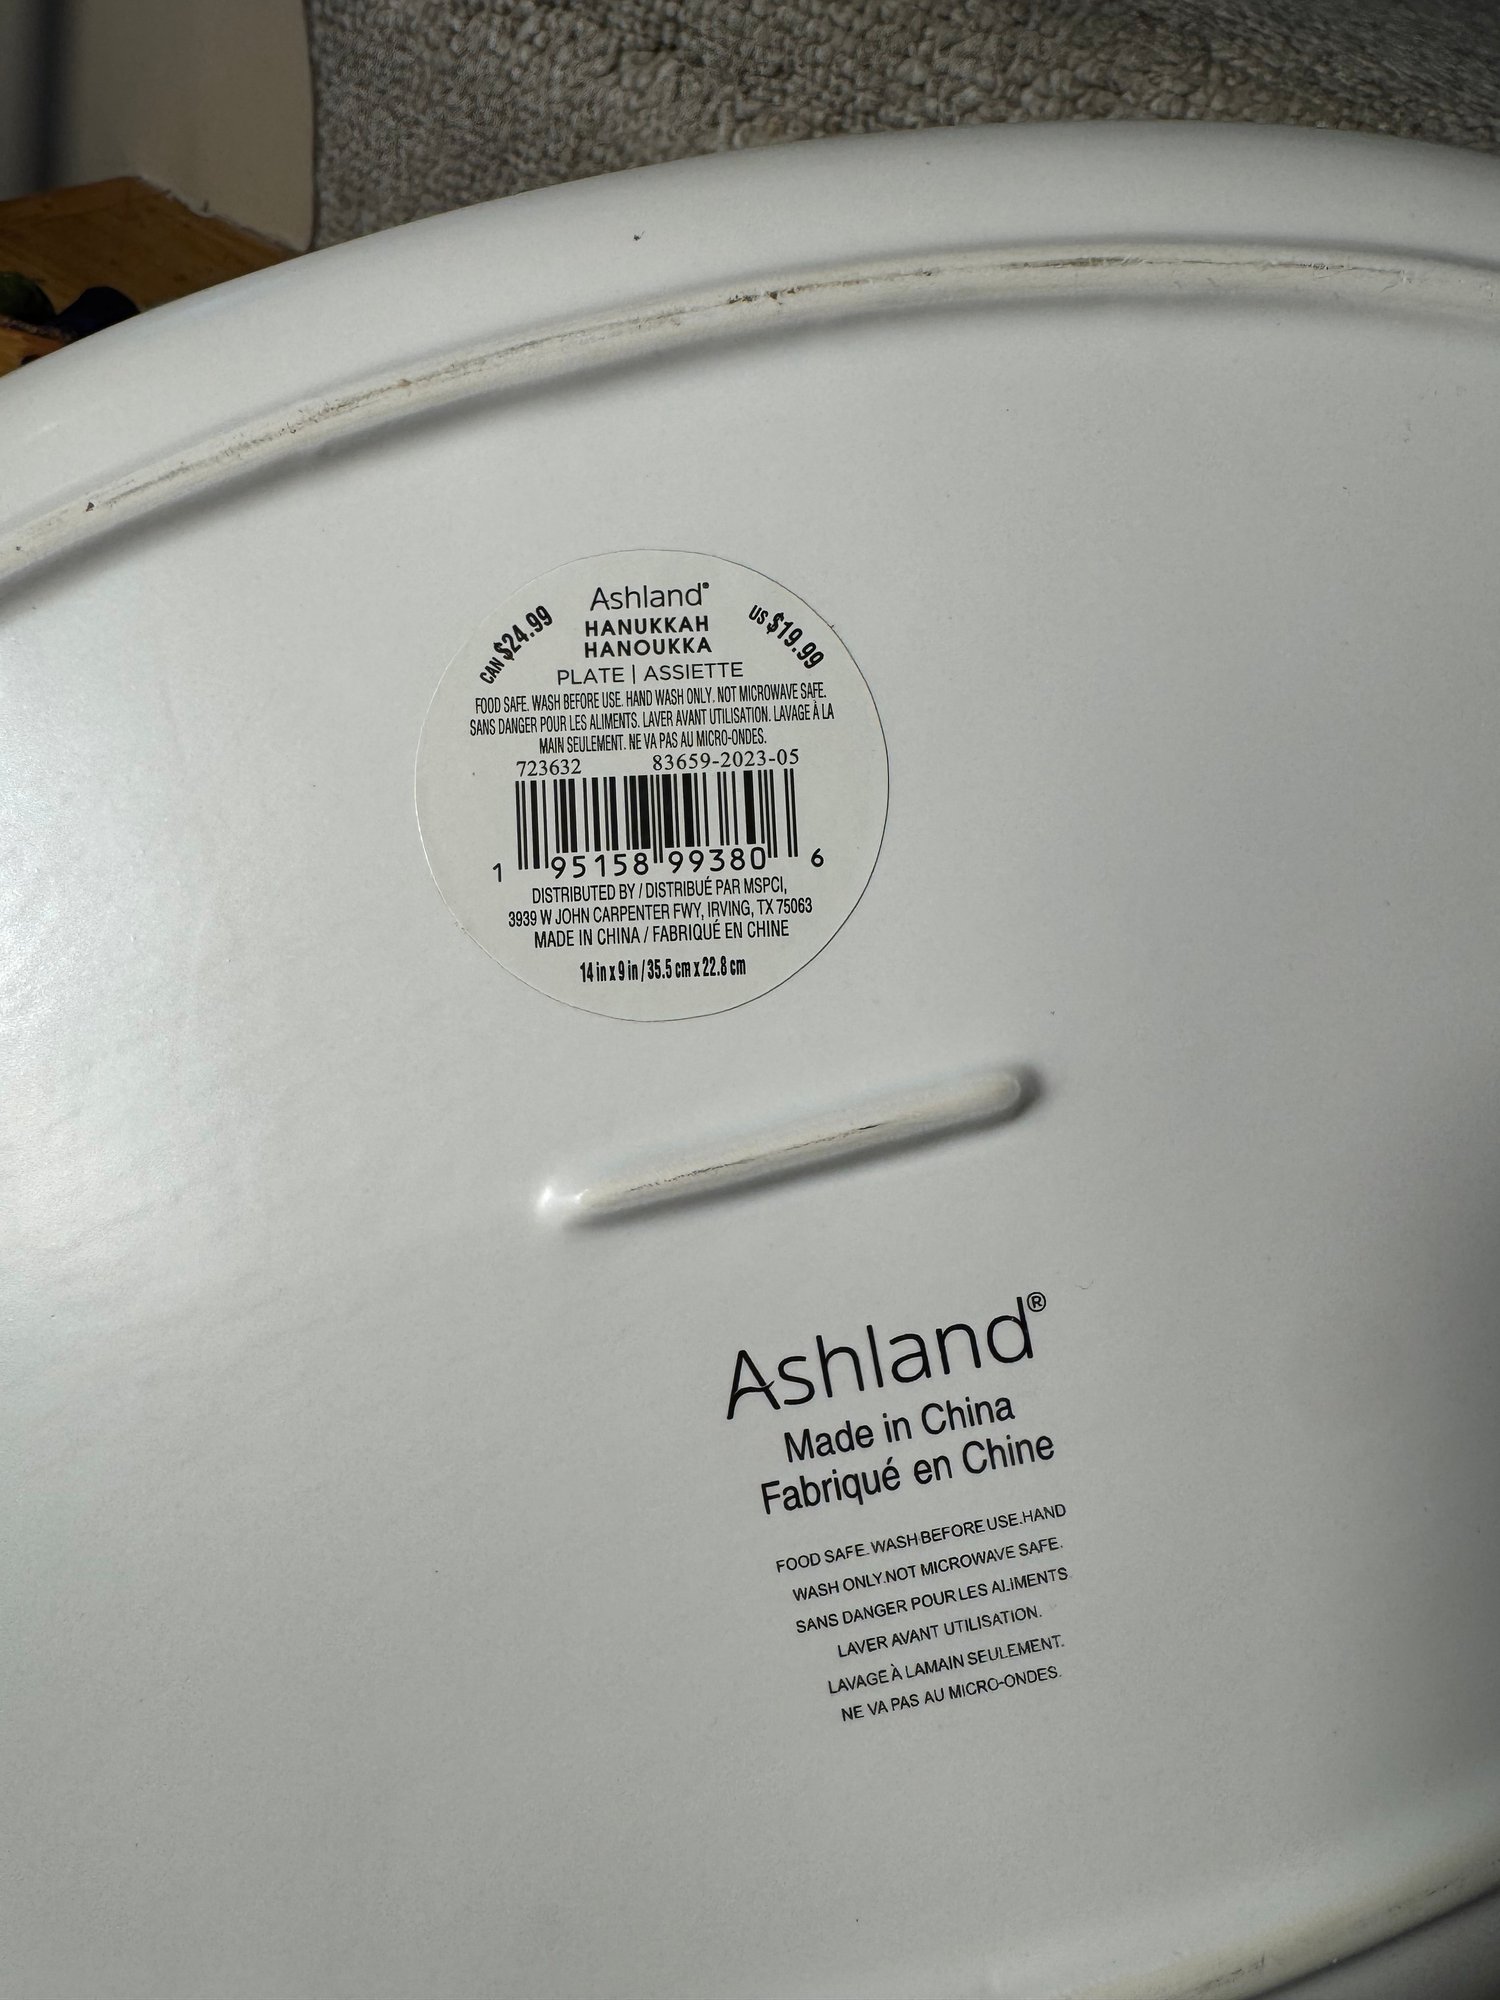 Ashland®
CAN $24.99
US $19.99
HANUKKAH
HANOUKKA
PLATE | ASSIETTE
FOOD SAFE. WASH BEFORE USE. HAND WASH ONLY. NOT MICROWAVE SAFE.
SANS DANGER POUR LES ALIMENTS. LAVER AVANT UTILISATION. LAVAGE À LA
MAIN SEULEMENT. NE VA PAS AU MICRO-ONDES.
723632 83659-2023-05
1 95158 99380 6
DISTRIBUTED BY / DISTRIBUÉ PAR MSPCI,
3939 W JOHN CARPENTER FWY, IRVING, TX 75063
MADE IN CHINA / FABRIQUÉ EN CHINE
14 in x 9 in / 35.5 cm x 22.8 cm
Ashland®
Made in China
Fabriqué en Chine
FOOD SAFE. WASH BEFORE USE.HAND
WASH ONLY.NOT MICROWAVE SAFE.
SANS DANGER POUR LES ALIMENTS
LAVER AVANT UTILISATION.
LAVAGE À LAMAIN SEULEMENT.
NE VA PAS AU MICRO-ONDES.